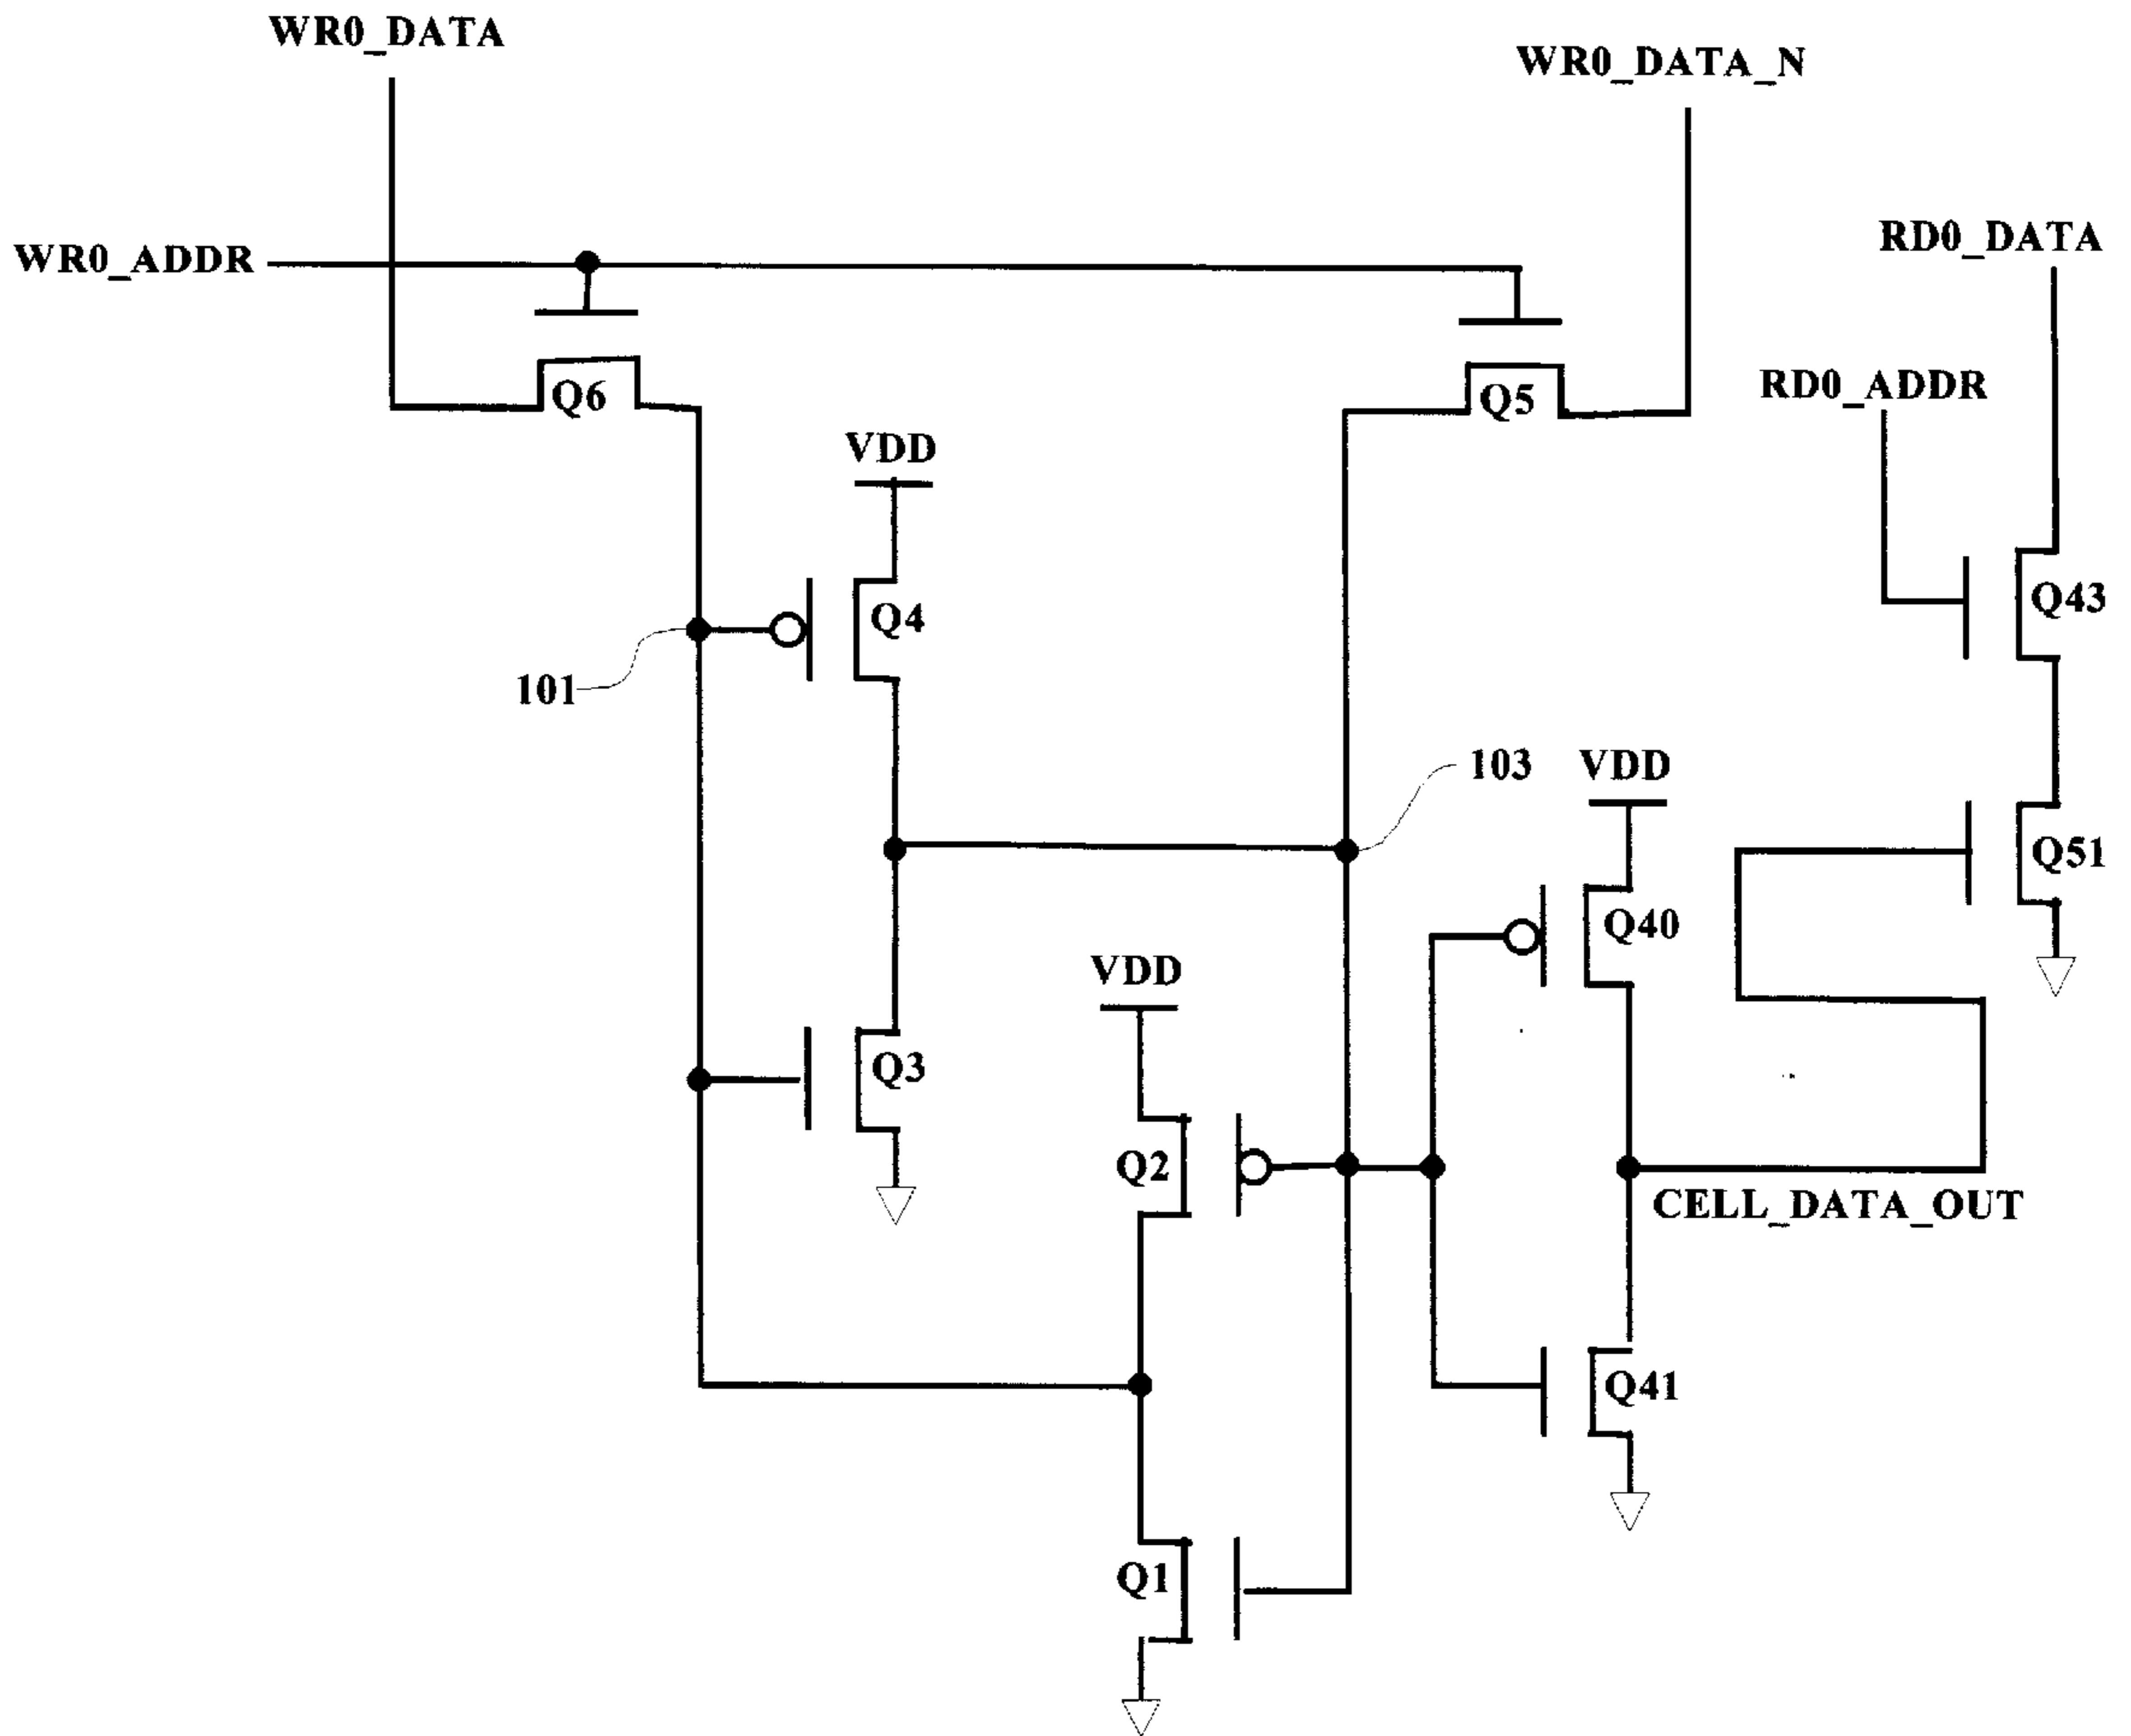 WR0_DATA
WR0_DATA_N
WR0_ADDR
RD0_DATA
RD0_ADDR
Q6
Q5
VDD
Q4
Q43
101
103
VDD
Q51
Q40
VDD
Q3
Q2
CELL_DATA_OUT
Q41
Q1